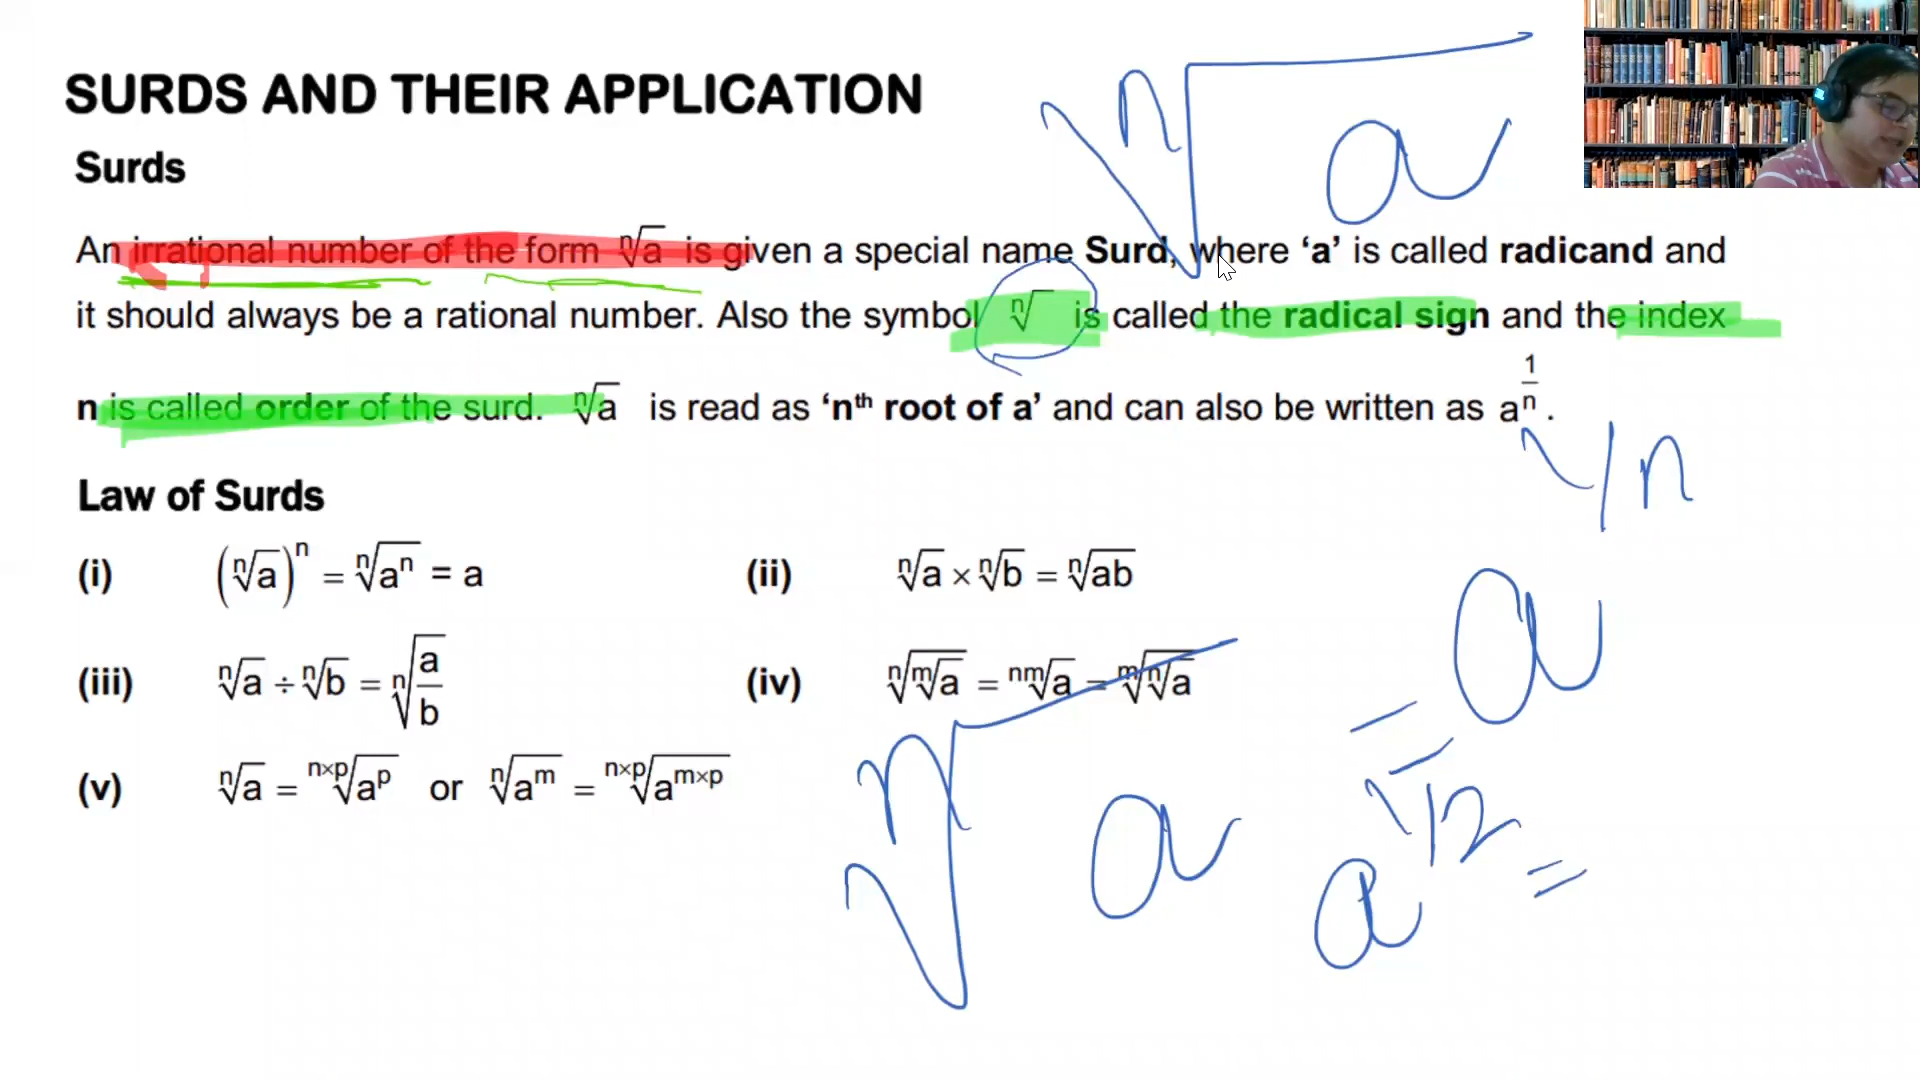 SURDS AND THEIR APPLICATION
Surds
An irrational number of the form ⁿ√a is given a special name Surd, where ‘a’ is called radicand and
it should always be a rational number. Also the symbol ⁿ√ is called the radical sign and the index
n is called order of the surd. ⁿ√a is read as ‘nᵗʰ root of a’ and can also be written as a^(1/n).
Law of Surds
(i) (ⁿ√a)ⁿ = ⁿ√(aⁿ) = a
(ii) ⁿ√a × ⁿ√b = ⁿ√(ab)
(iii) ⁿ√a ÷ ⁿ√b = ⁿ√(a/b)
(iv) ⁿ√(ᵐ√a) = ⁿᵐ√a = ᵐ√(ⁿ√a)
(v) ⁿ√a = ⁿˣᵖ√(aᵖ) or ⁿ√(aᵐ) = ⁿˣᵖ√(aᵐˣᵖ)
ⁿ√a
= a^(1/n)
ⁿ√a
a^(1/2) =